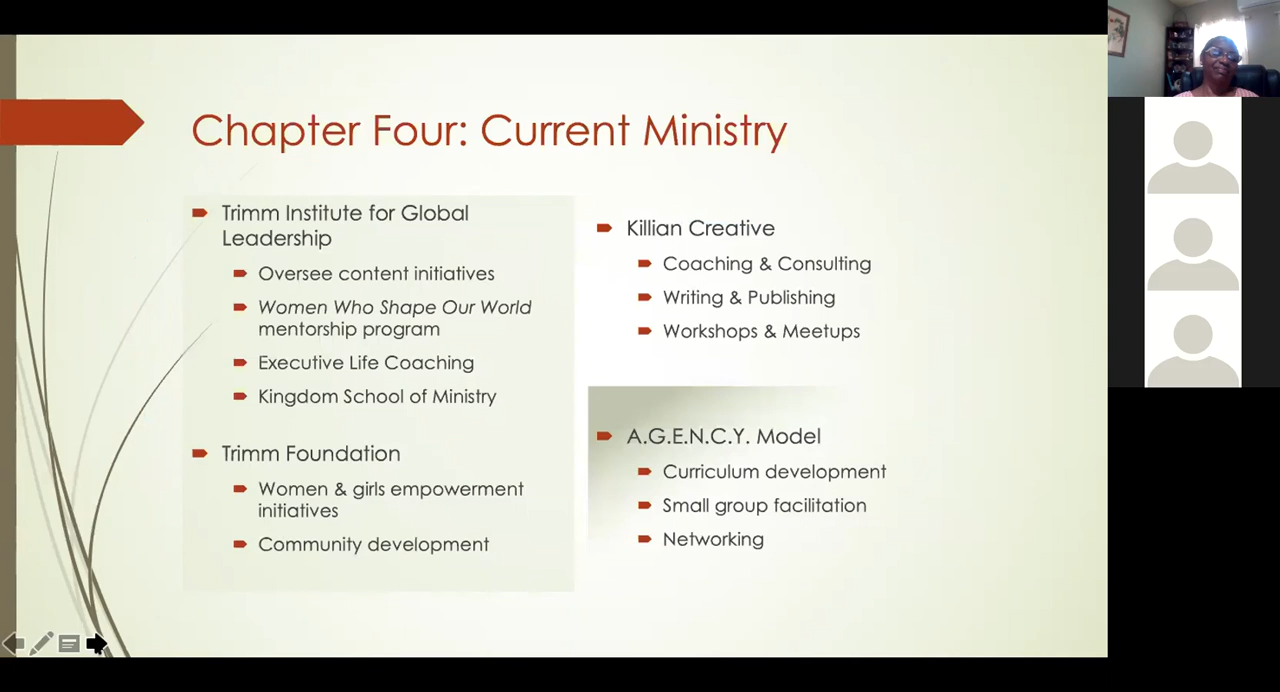 Chapter Four: Current Ministry
Trimm Institute for Global
Leadership
Oversee content initiatives
Women Who Shape Our World
mentorship program
Executive Life Coaching
Kingdom School of Ministry
Trimm Foundation
Women & girls empowerment
initiatives
Community development
Killian Creative
Coaching & Consulting
Writing & Publishing
Workshops & Meetups
A.G.E.N.C.Y. Model
Curriculum development
Small group facilitation
Networking